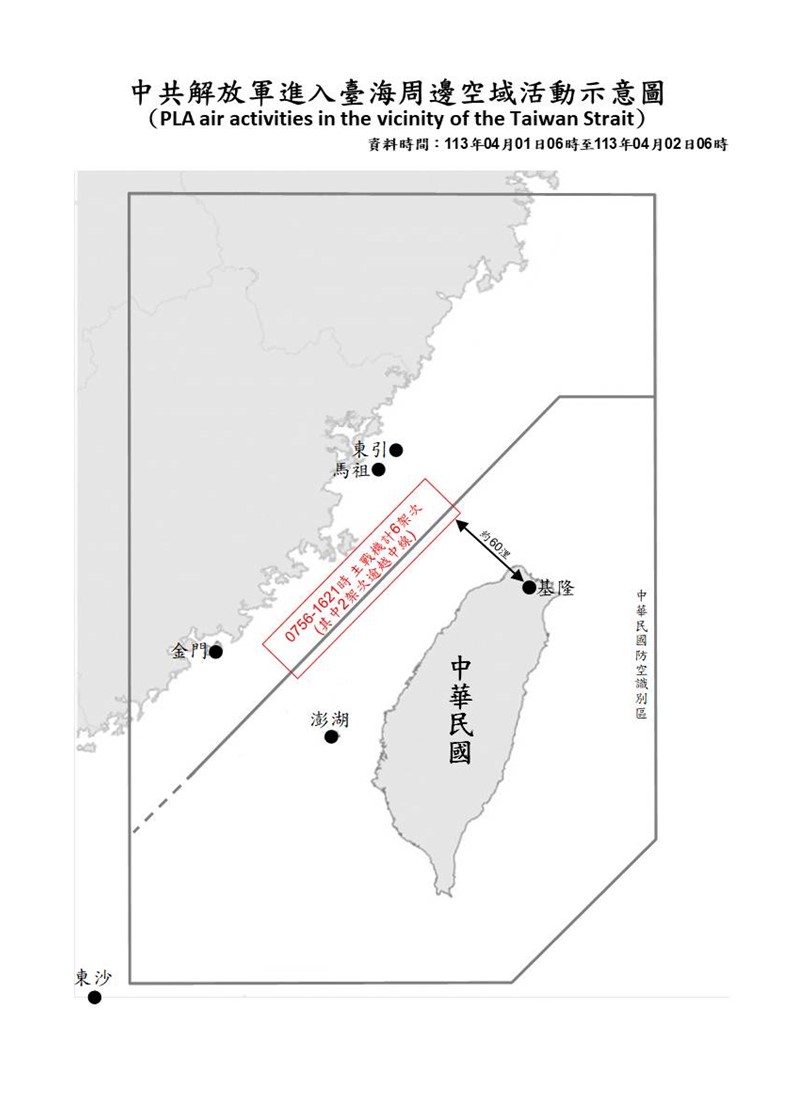 中共解放軍進入臺海周邊空域活動示意圖
（PLA air activities in the vicinity of the Taiwan Strait）
資料時間：113年04月01日06時至113年04月02日06時
東引
馬祖
0756-1621時 主戰機計6架次
(其中2架次逾越中線)
約60浬
基隆
中華民國防空識別區
金門
中華民國
澎湖
東沙